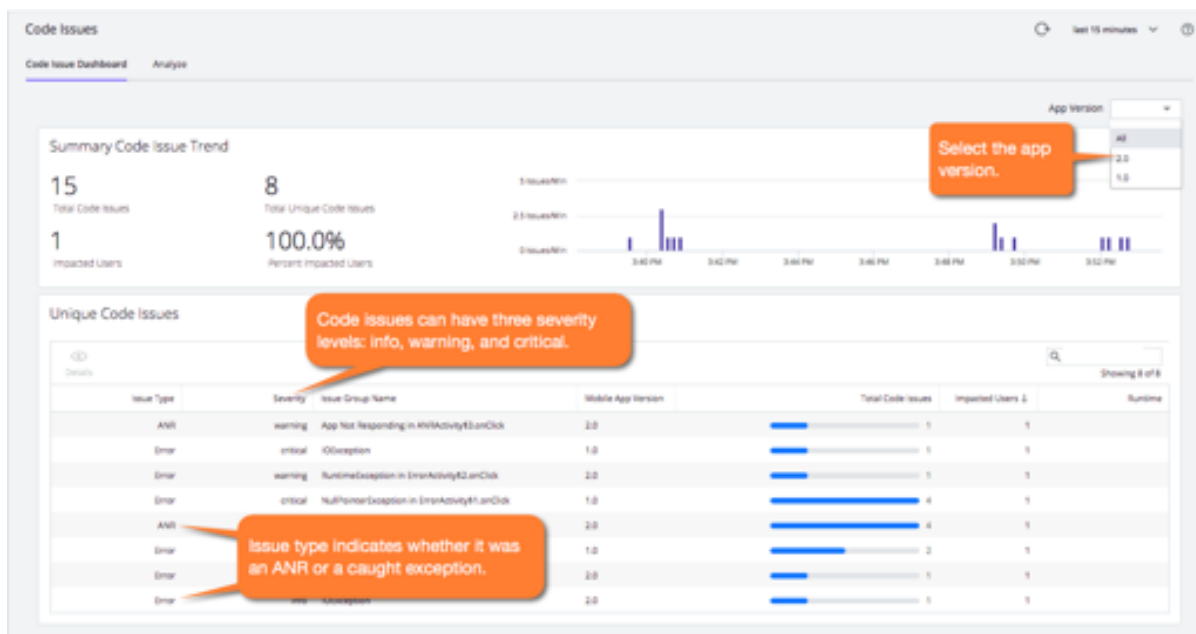 Code Issues
last 15 minutes
Code Issue Dashboard Analyze
App Version
All
2.0
1.0
Select the app
version.
Summary Code Issue Trend
15
Total Code Issues
8
Total Unique Code Issues
1
Impacted Users
100.0%
Percent Impacted Users
5 Issues/Min
2.5 Issues/Min
0 Issues/Min
3:40 PM 3:42 PM 3:44 PM 3:46 PM 3:48 PM 3:50 PM 3:52 PM
Unique Code Issues
Code issues can have three severity
levels: info, warning, and critical.
Details
Showing 8 of 8
Issue Type Severity Issue Group Name Mobile App Version Total Code Issues Impacted Users ↓ Runtime
ANR warning App Not Responding in ANRActivity$3.onClick 2.0 1 1
Error critical IOException 1.0 1 1
Error warning RuntimeException in ErrorActivity$2.onClick 2.0 1 1
Error critical NullPointerException in ErrorActivity$1.onClick 1.0 4 1
ANR 2.0 4 1
Error 1.0 2 1
Error 2.0 1 1
Error info IOException 2.0 1 1
Issue type indicates whether it was
an ANR or a caught exception.